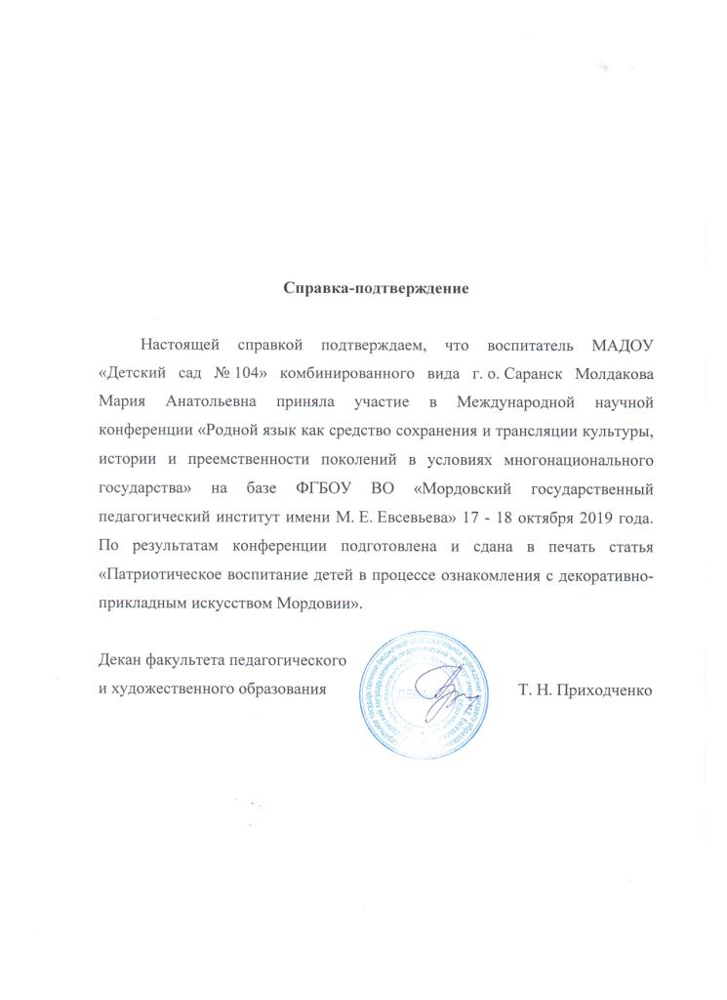 Справка-подтверждение
Настоящей справкой подтверждаем, что воспитатель МАДОУ
«Детский сад № 104» комбинированного вида г. о. Саранск Молдакова
Мария Анатольевна приняла участие в Международной научной
конференции «Родной язык как средство сохранения и трансляции культуры,
истории и преемственности поколений в условиях многонационального
государства» на базе ФГБОУ ВО «Мордовский государственный
педагогический институт имени М. Е. Евсевьева» 17 - 18 октября 2019 года.
По результатам конференции подготовлена и сдана в печать статья
«Патриотическое воспитание детей в процессе ознакомления с декоративно-
прикладным искусством Мордовии».
Декан факультета педагогического
и художественного образования
Т. Н. Приходченко